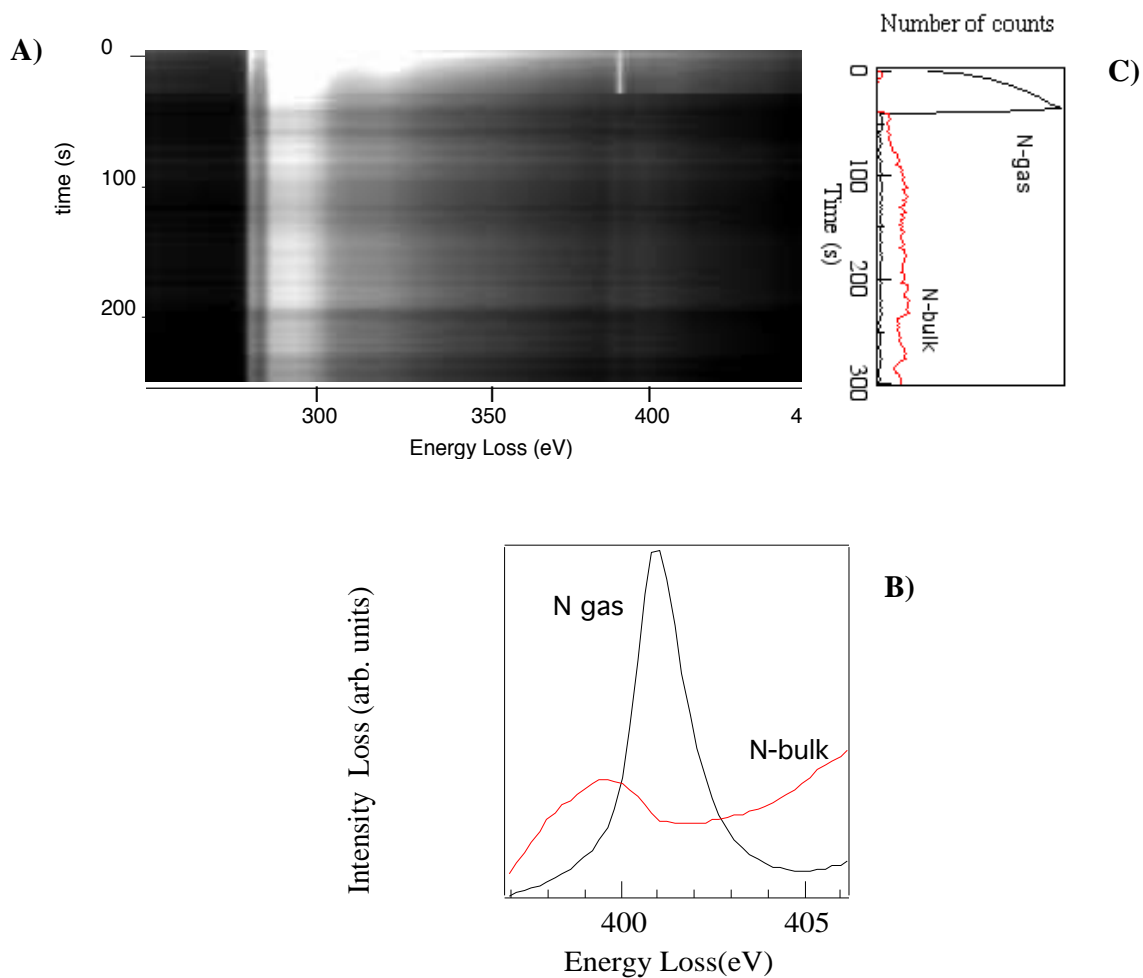 A)
0
100
200
time (s)
300
350
400
4
Energy Loss (eV)
Number of counts
C)
0
100
200
300
Time (s)
N-gas
N-bulk
B)
N gas
N-bulk
Intensity Loss (arb. units)
400
405
Energy Loss(eV)